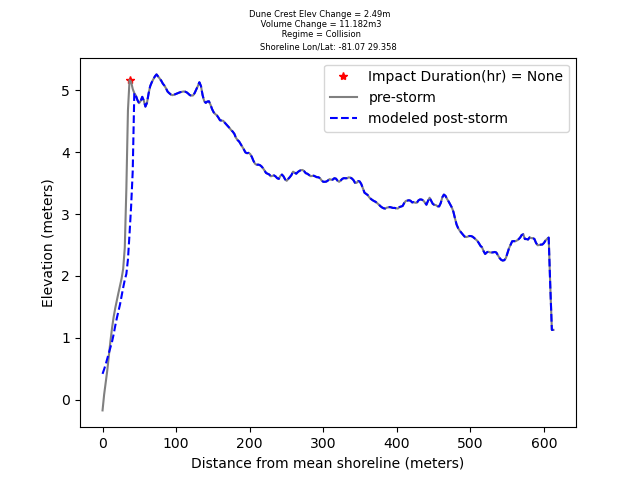 Dune Crest Elev Change = 2.49m
Volume Change = 11.182m3
Regime = Collision
Shoreline Lon/Lat: -81.07 29.358
Impact Duration(hr) = None
pre-storm
modeled post-storm
Elevation (meters)
5
4
3
2
1
0
0 100 200 300 400 500 600
Distance from mean shoreline (meters)